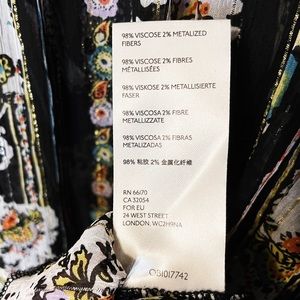 98% VISCOSE 2% METALIZED
FIBERS
98% VISCOSE 2% FIBRES
MÉTALLISÉES
98% VISKOSE 2% METALLISIERTE
FASER
98% VISCOSA 2% FIBRE
METALLIZZATE
98% VISCOSA 2% FIBRAS
METALIZADAS
98% 粘胶 2% 金属化纤维
RN 66170
CA 32054
FOR EU
24 WEST STREET
LONDON, WC2H9NA
OB1017742